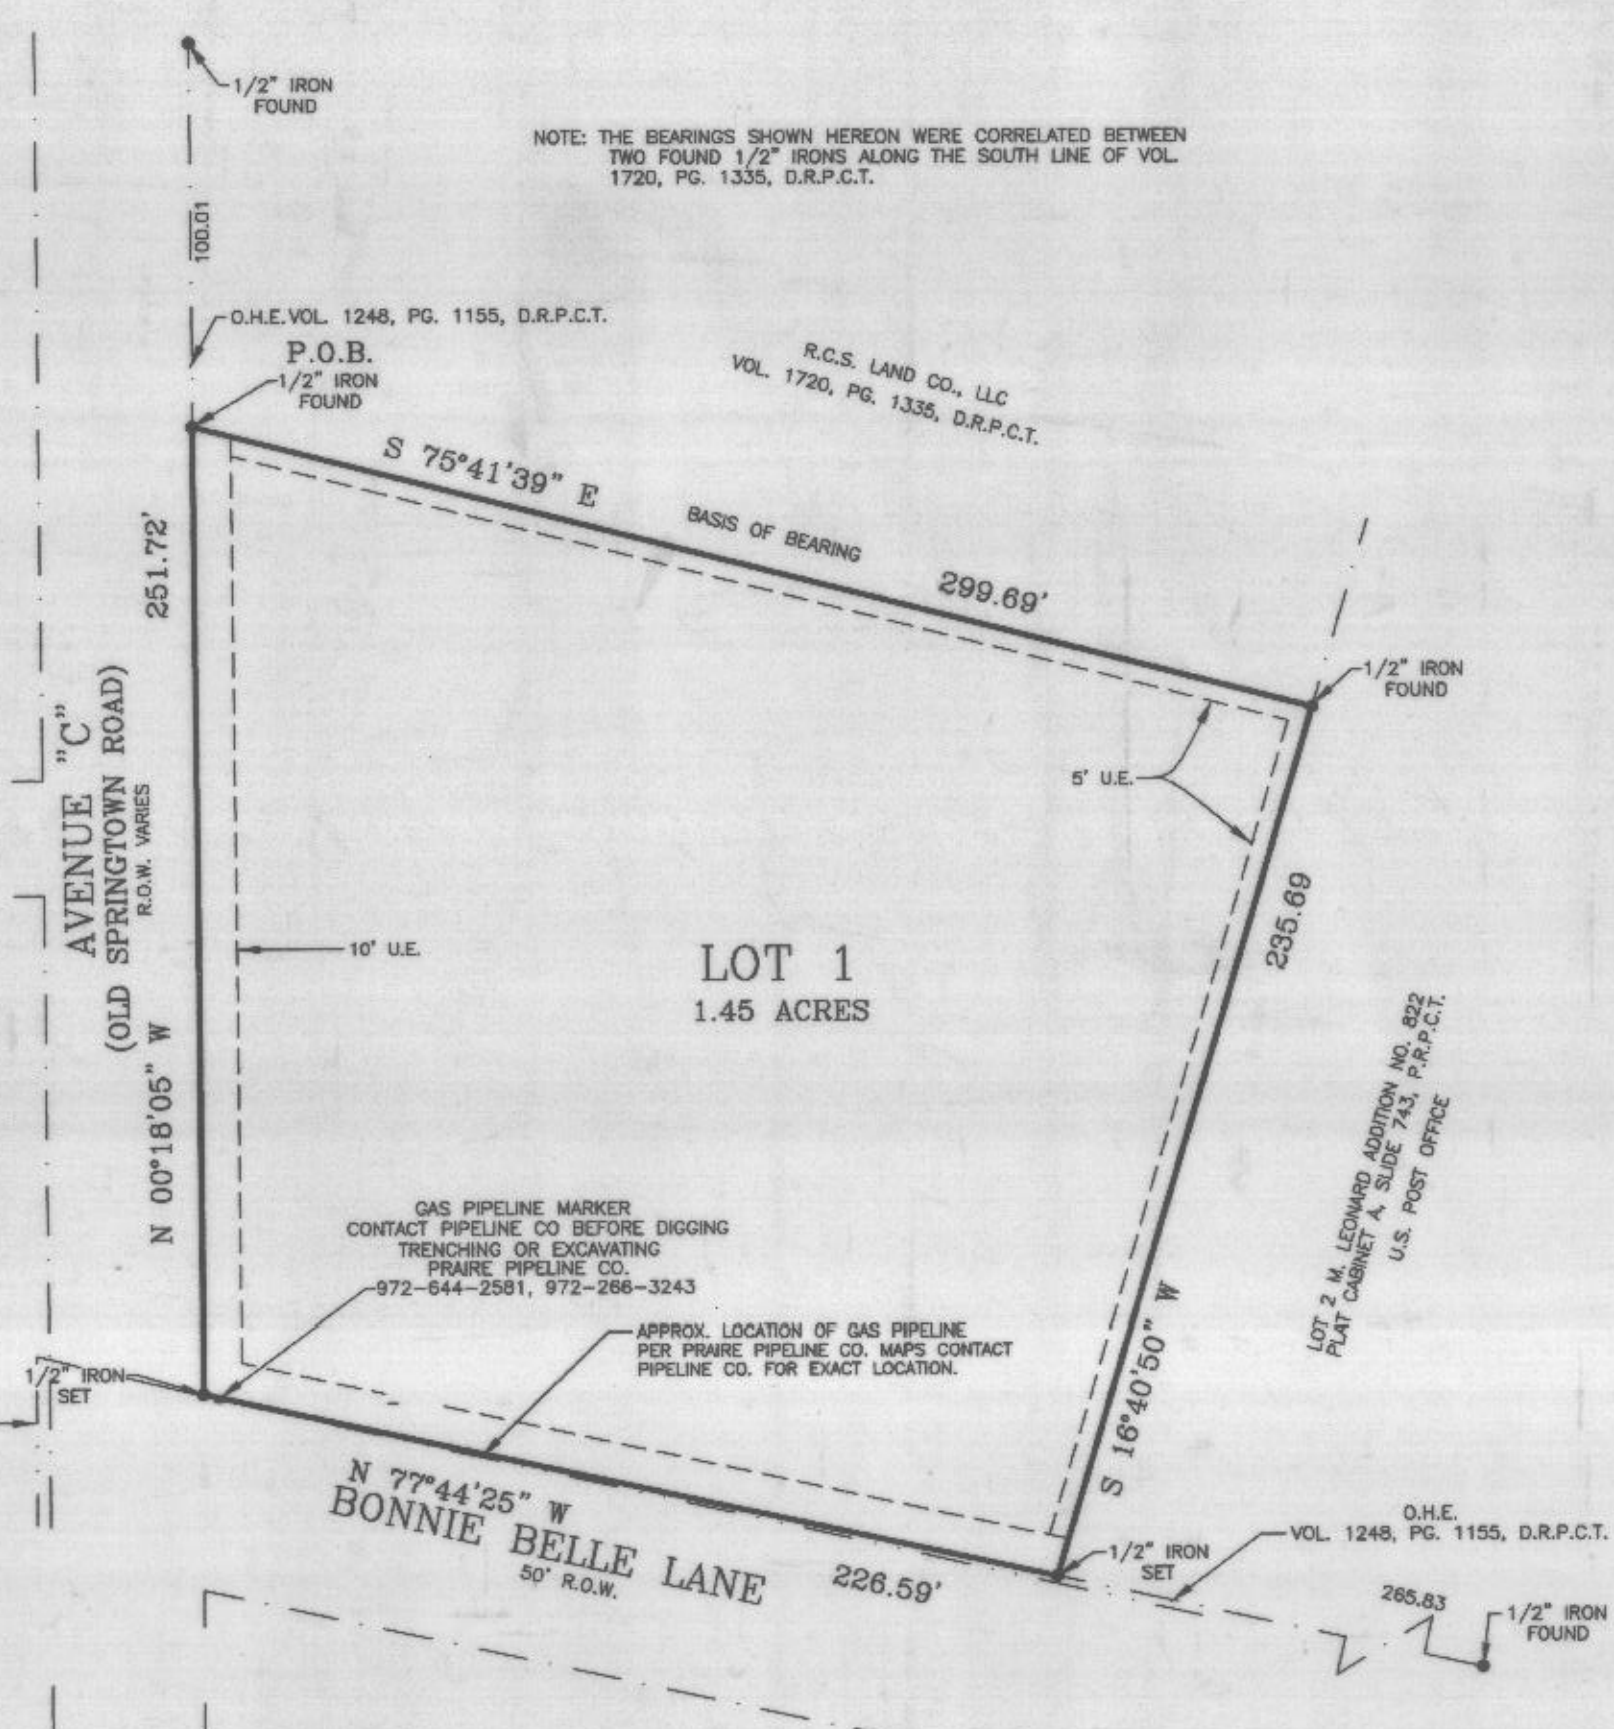 1/2" IRON
FOUND
NOTE: THE BEARINGS SHOWN HEREON WERE CORRELATED BETWEEN
TWO FOUND 1/2" IRONS ALONG THE SOUTH LINE OF VOL.
1720, PG. 1335, D.R.P.C.T.
100.01
O.H.E. VOL. 1248, PG. 1155, D.R.P.C.T.
P.O.B.
1/2" IRON
FOUND
R.C.S. LAND CO., LLC
VOL. 1720, PG. 1335, D.R.P.C.T.
S 75°41'39" E
BASIS OF BEARING
299.69'
251.72'
1/2" IRON
FOUND
5' U.E.
AVENUE "C"
(OLD SPRINGTOWN ROAD)
R.O.W. VARIES
N 00°18'05" W
10' U.E.
LOT 1
1.45 ACRES
235.69
S 16°40'50" W
LOT 2 M. LEONARD ADDITION NO. 822
PLAT CABINET A, SLIDE 743, P.R.P.C.T.
U.S. POST OFFICE
GAS PIPELINE MARKER
CONTACT PIPELINE CO BEFORE DIGGING
TRENCHING OR EXCAVATING
PRAIRE PIPELINE CO.
972-644-2581, 972-266-3243
APPROX. LOCATION OF GAS PIPELINE
PER PRAIRE PIPELINE CO. MAPS CONTACT
PIPELINE CO. FOR EXACT LOCATION.
1/2" IRON
SET
N 77°44'25" W
BONNIE BELLE LANE
50' R.O.W.
226.59'
1/2" IRON
SET
O.H.E.
VOL. 1248, PG. 1155, D.R.P.C.T.
265.83
1/2" IRON
FOUND